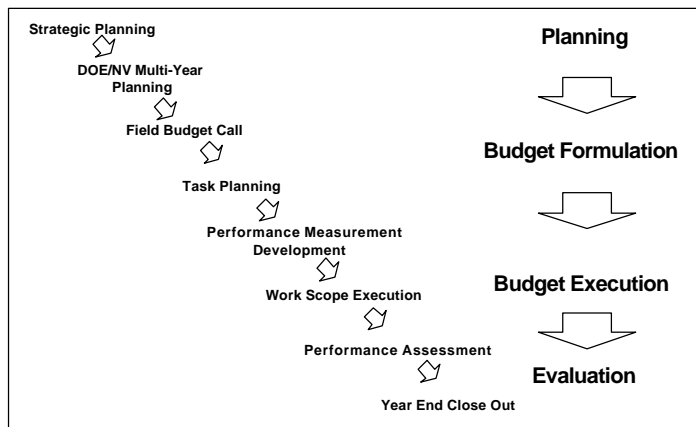 Strategic Planning
Planning
DOE/NV Multi-Year
Planning
Field Budget Call
Budget Formulation
Task Planning
Performance Measurement
Development
Budget Execution
Work Scope Execution
Performance Assessment
Evaluation
Year End Close Out